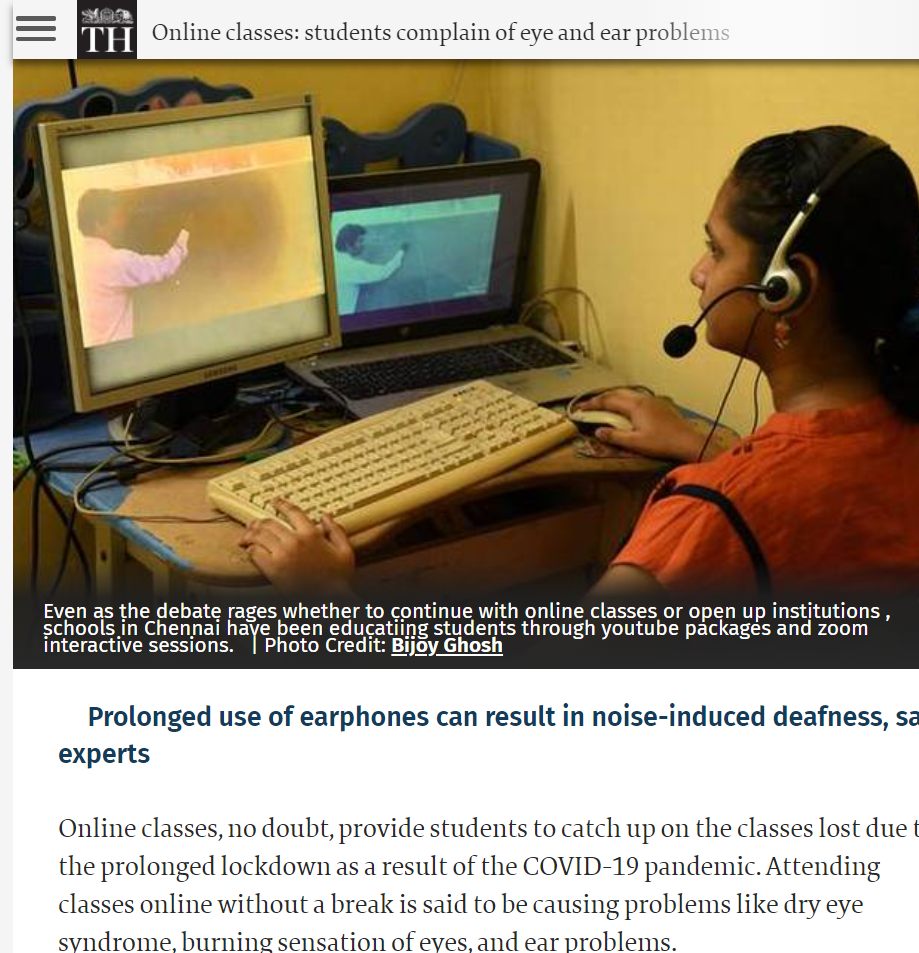 TH
Online classes: students complain of eye and ear problems
SAMSUNG
Even as the debate rages whether to continue with online classes or open up institutions ,
schools in Chennai have been educatiing students through youtube packages and zoom
interactive sessions. | Photo Credit: Bijoy Ghosh
Prolonged use of earphones can result in noise-induced deafness, sa
experts
Online classes, no doubt, provide students to catch up on the classes lost due t
the prolonged lockdown as a result of the COVID-19 pandemic. Attending
classes online without a break is said to be causing problems like dry eye
syndrome, burning sensation of eyes, and ear problems.